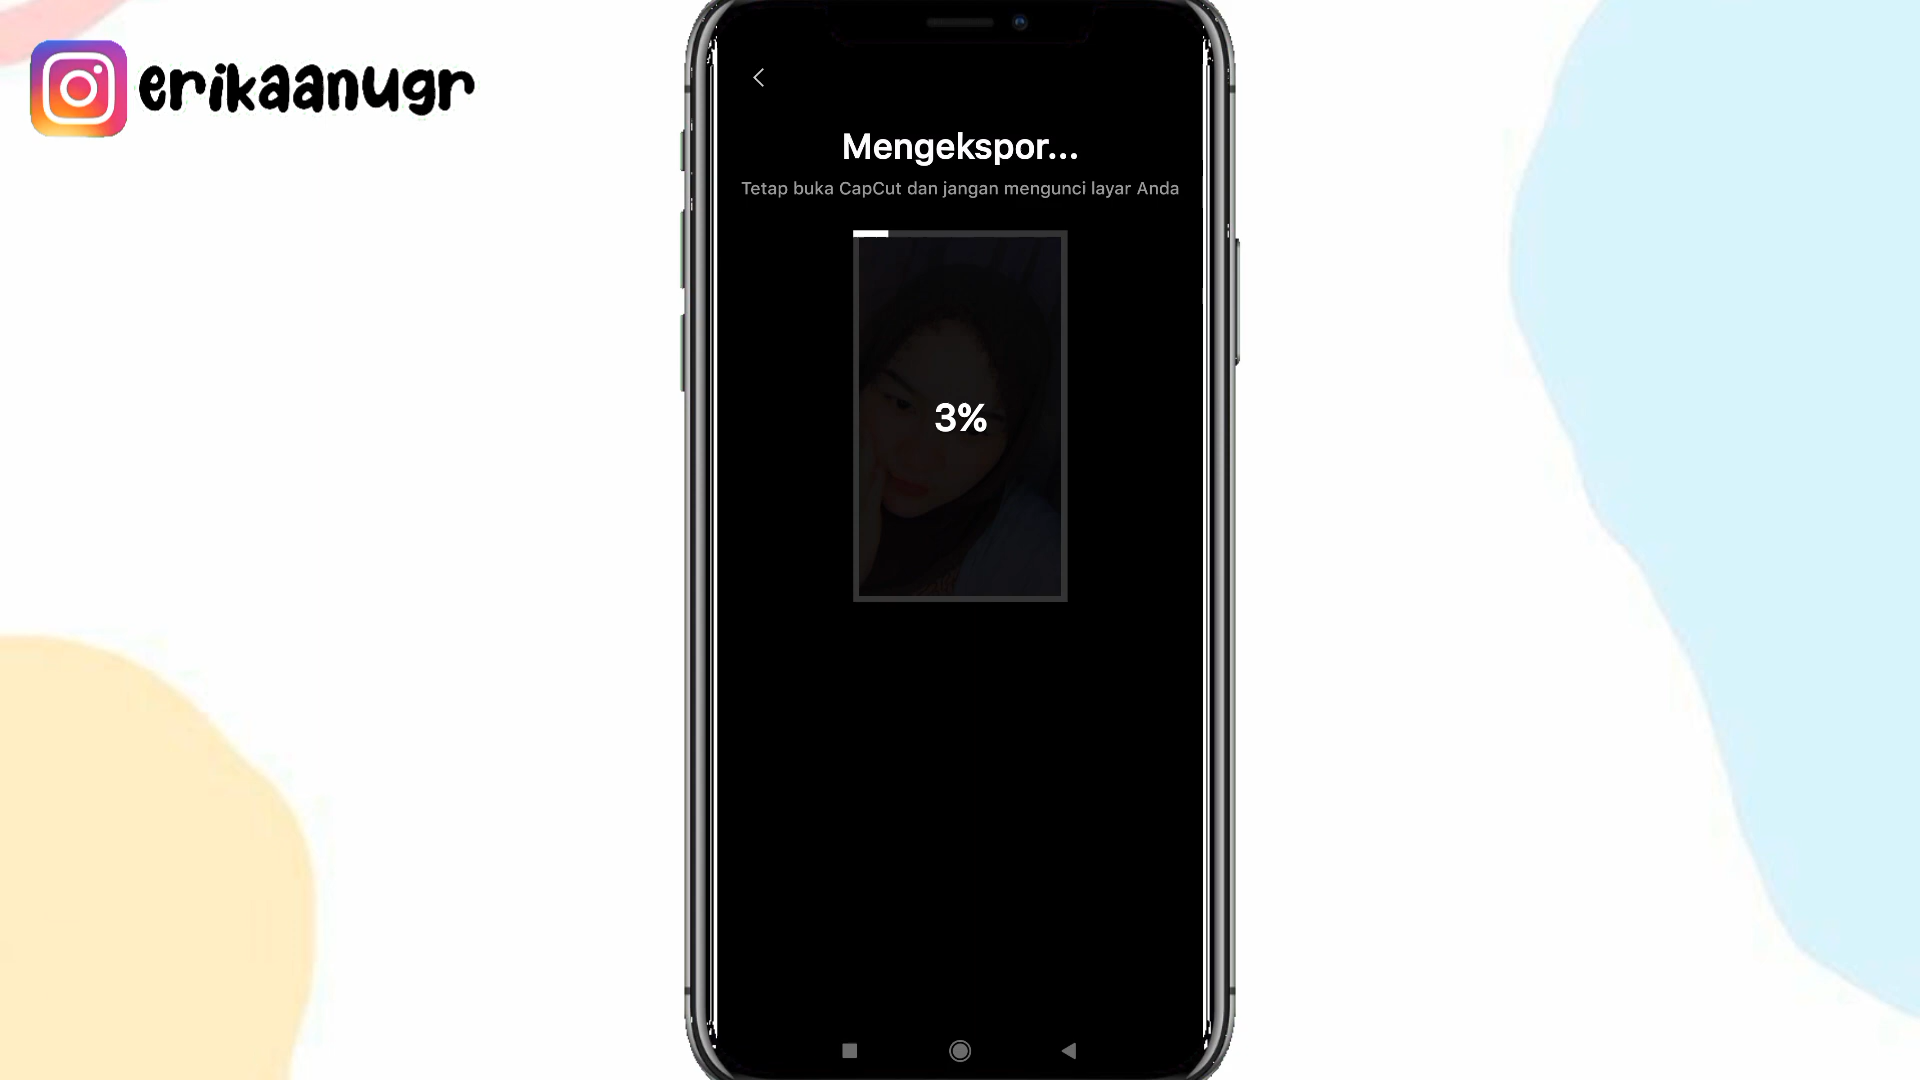 erikaanugr
Mengekspor...
Tetap buka CapCut dan jangan mengunci layar Anda
3%